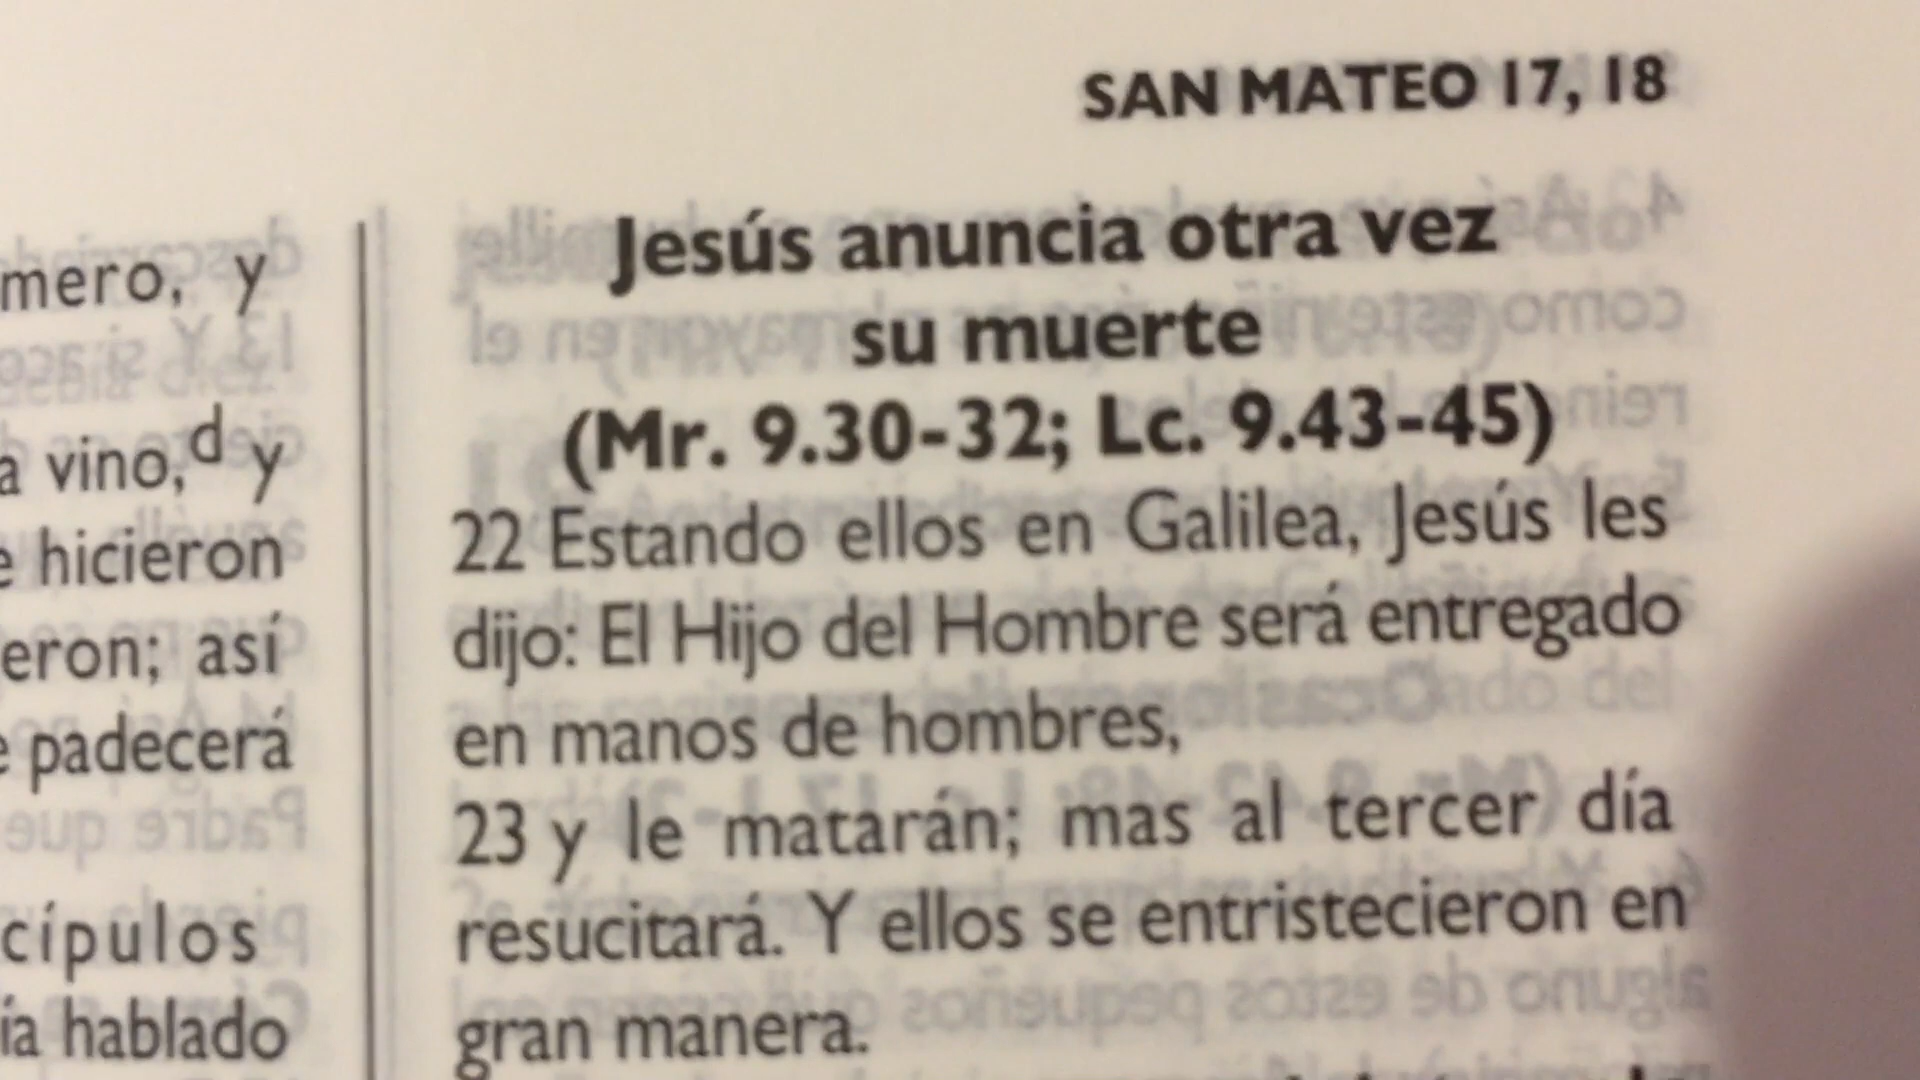 SAN MATEO 17, 18
mero, y
a vino,d y
hicieron
eron; así
padecerá
cípulos
ía hablado
Jesús anuncia otra vez
su muerte
(Mr. 9.30-32; Lc. 9.43-45)
22 Estando ellos en Galilea, Jesús les
dijo: El Hijo del Hombre será entregado
en manos de hombres,
23 y le matarán; mas al tercer día
resucitará. Y ellos se entristecieron en
gran manera.